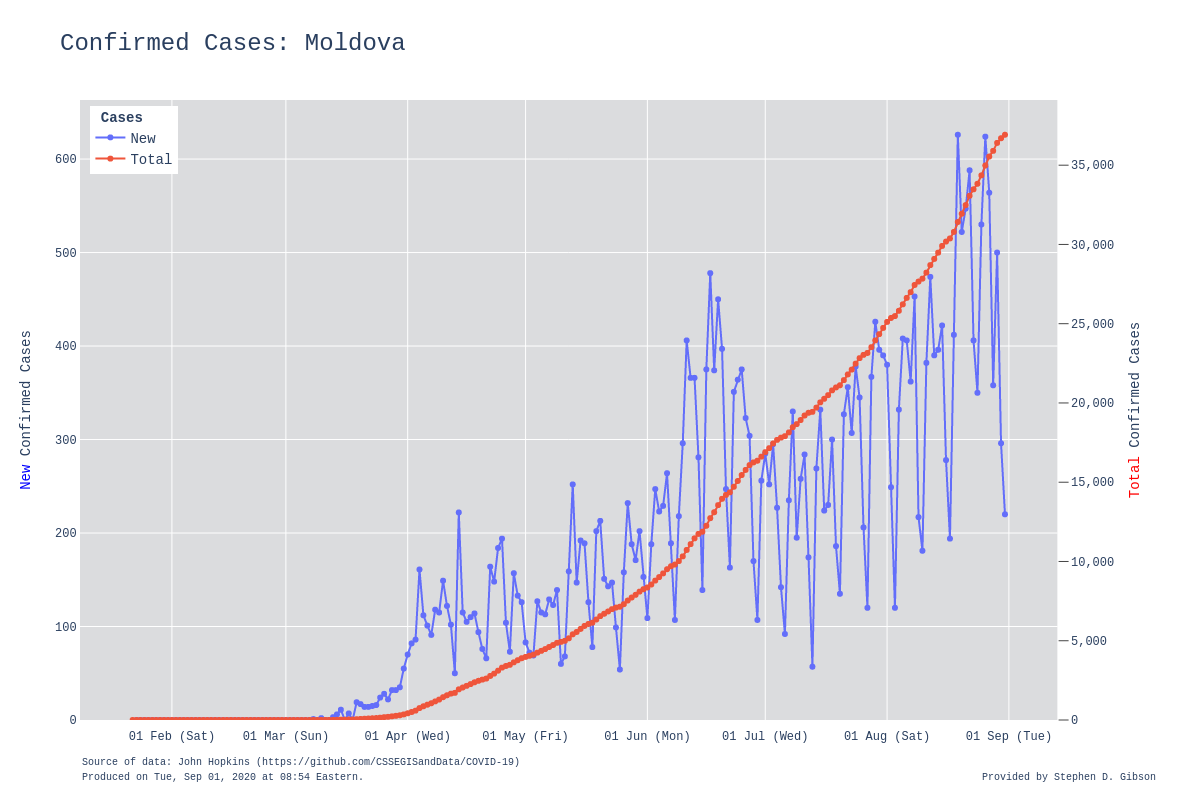 Confirmed Cases: Moldova
Cases
New
Total
600
500
400
300
200
100
0
35,000
30,000
25,000
20,000
15,000
10,000
5,000
0
New Confirmed Cases
Total Confirmed Cases
01 Feb (Sat) 01 Mar (Sun) 01 Apr (Wed) 01 May (Fri) 01 Jun (Mon) 01 Jul (Wed) 01 Aug (Sat) 01 Sep (Tue)
Source of data: John Hopkins (https://github.com/CSSEGISandData/COVID-19)
Produced on Tue, Sep 01, 2020 at 08:54 Eastern.
Provided by Stephen D. Gibson